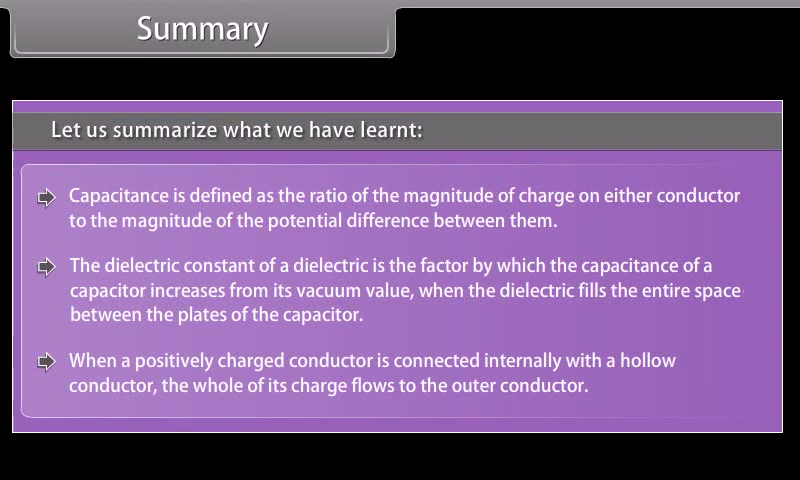 Summary
Let us summarize what we have learnt:
Capacitance is defined as the ratio of the magnitude of charge on either conductor
to the magnitude of the potential difference between them.
The dielectric constant of a dielectric is the factor by which the capacitance of a
capacitor increases from its vacuum value, when the dielectric fills the entire space
between the plates of the capacitor.
When a positively charged conductor is connected internally with a hollow
conductor, the whole of its charge flows to the outer conductor.